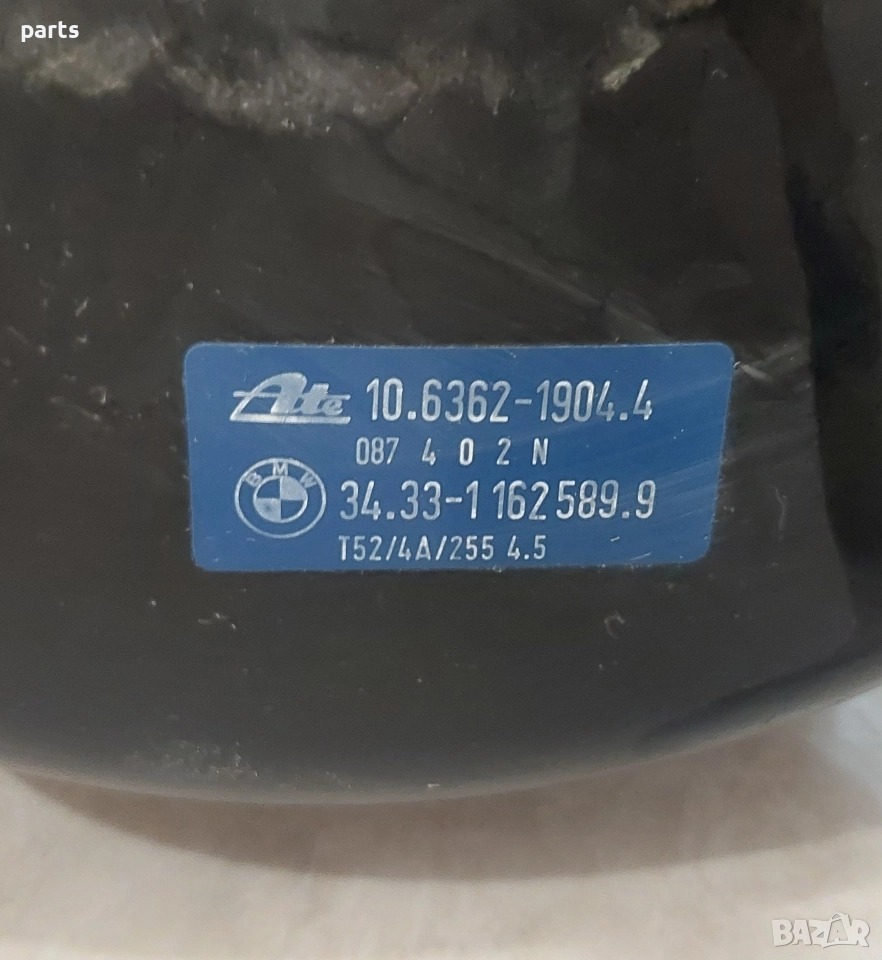 parts
Ate 10.6362-1904.4
087 4 0 2 N
BMW 34.33-1 162 589.9
T52/4A/255 4.5
BAZAR